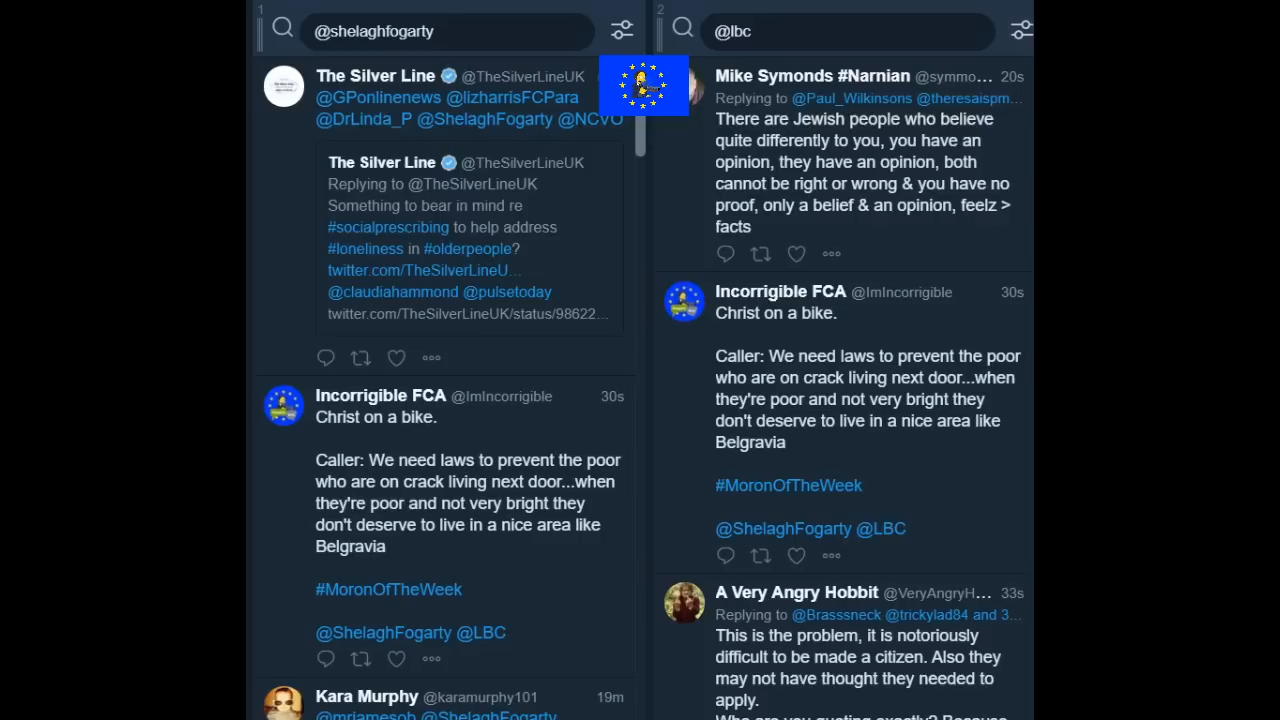 1
@shelaghfogarty
The Silver Line @TheSilverLineUK
@GPonlinenews @lizharrisFCPara
@DrLinda_P @ShelaghFogarty @NCVO
The Silver Line @TheSilverLineUK
Replying to @TheSilverLineUK
Something to bear in mind re
#socialprescribing to help address
#loneliness in #olderpeople?
twitter.com/TheSilverLineU…
@claudiahammond @pulsetoday
twitter.com/TheSilverLineUK/status/98622…
Incorrigible FCA @ImIncorrigible 30s
Christ on a bike.
Caller: We need laws to prevent the poor
who are on crack living next door...when
they're poor and not very bright they
don't deserve to live in a nice area like
Belgravia
#MoronOfTheWeek
@ShelaghFogarty @LBC
Kara Murphy @karamurphy101 19m
@mrjamesob @ShelaghFogarty
2
@lbc
Mike Symonds #Narnian @symmo… 20s
Replying to @Paul_Wilkinsons @theresaispm…
There are Jewish people who believe
quite differently to you, you have an
opinion, they have an opinion, both
cannot be right or wrong & you have no
proof, only a belief & an opinion, feelz >
facts
Incorrigible FCA @ImIncorrigible 30s
Christ on a bike.
Caller: We need laws to prevent the poor
who are on crack living next door...when
they're poor and not very bright they
don't deserve to live in a nice area like
Belgravia
#MoronOfTheWeek
@ShelaghFogarty @LBC
A Very Angry Hobbit @VeryAngryH… 33s
Replying to @Brasssneck @trickylad84 and 3…
This is the problem, it is notoriously
difficult to be made a citizen. Also they
may not have thought they needed to
apply.
Who are you quoting exactly? Because